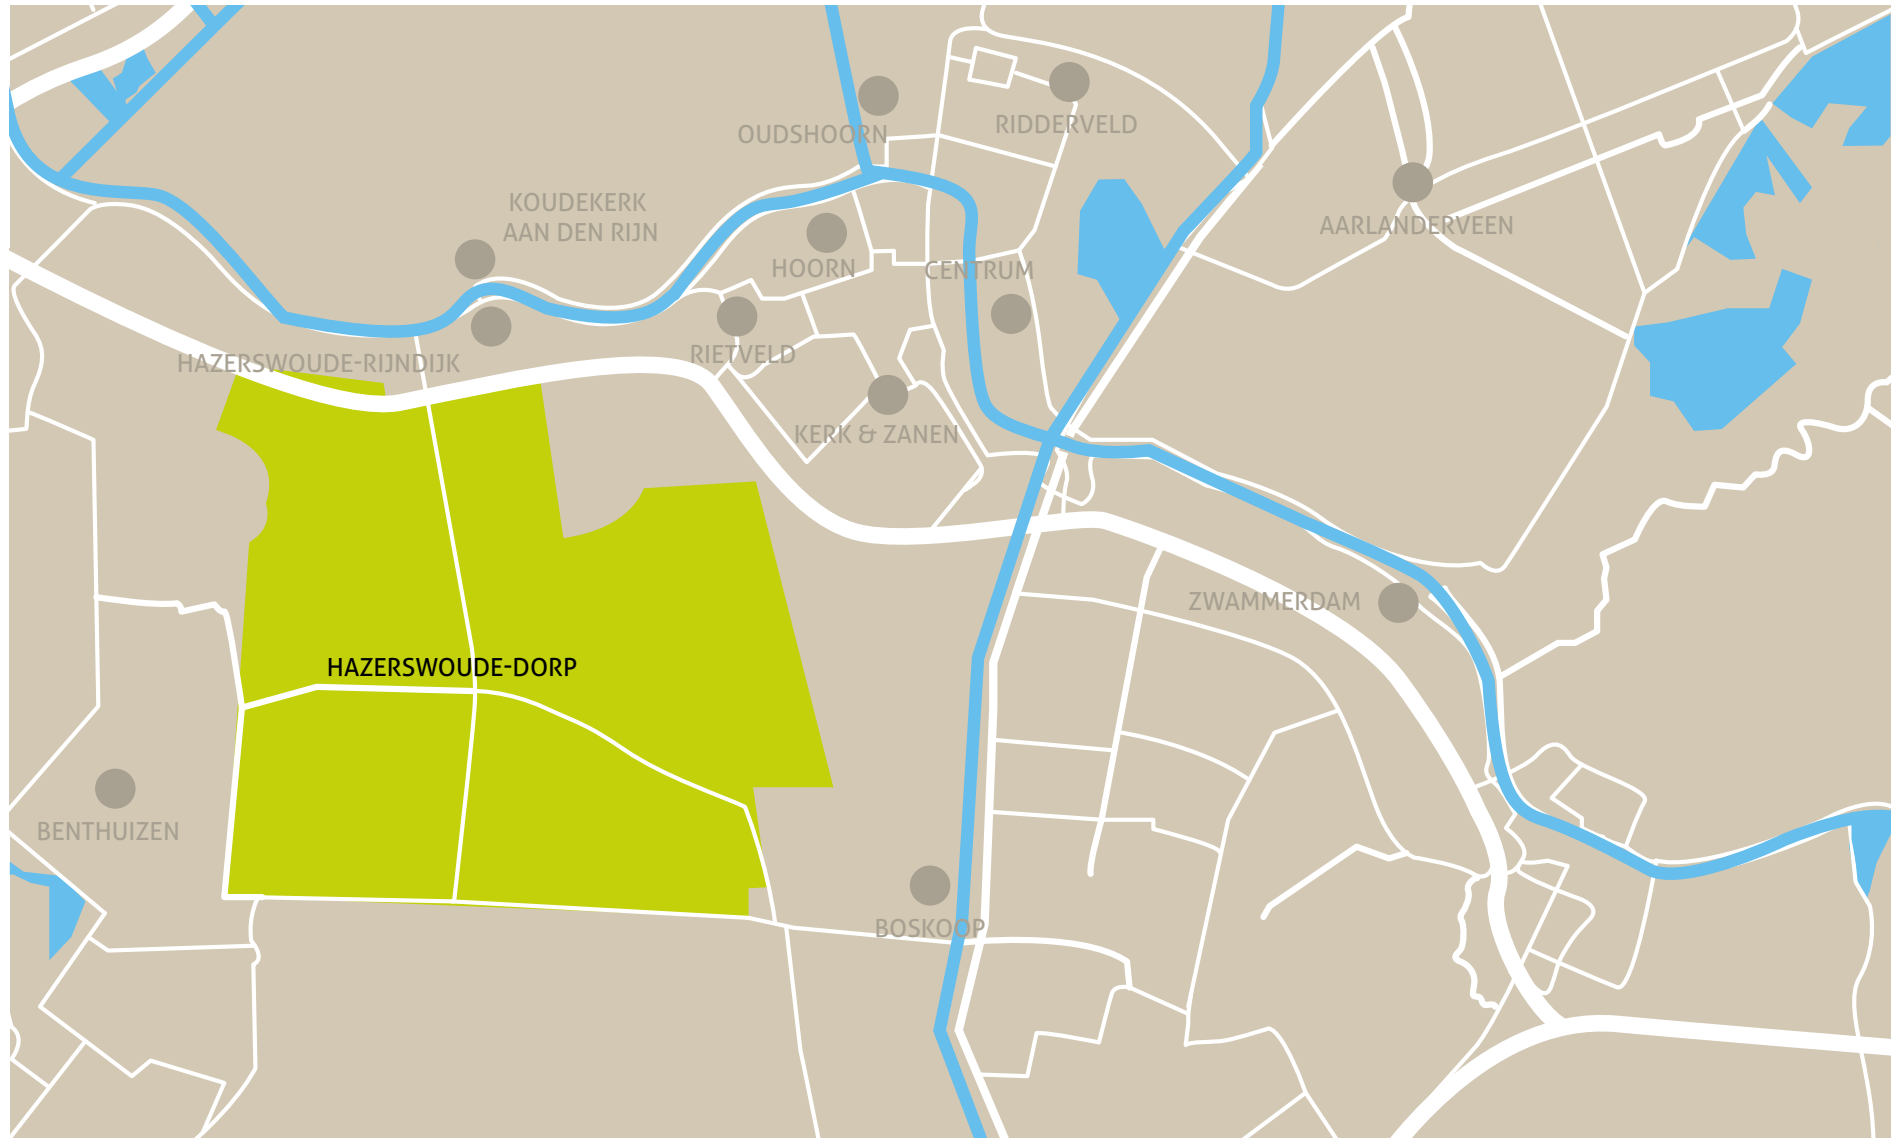 OUDSHOORN
RIDDERVELD
KOUDEKERK
AAN DEN RIJN
AARLANDERVEEN
HOORN
CENTRUM
HAZERSWOUDE-RIJNDIJK
RIETVELD
KERK & ZANEN
ZWAMMERDAM
HAZERSWOUDE-DORP
BENTHUIZEN
BOSKOOP